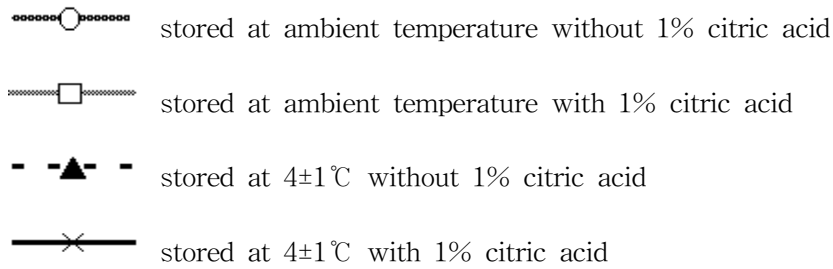 stored at ambient temperature without 1% citric acid
stored at ambient temperature with 1% citric acid
stored at 4±1℃ without 1% citric acid
stored at 4±1℃ with 1% citric acid